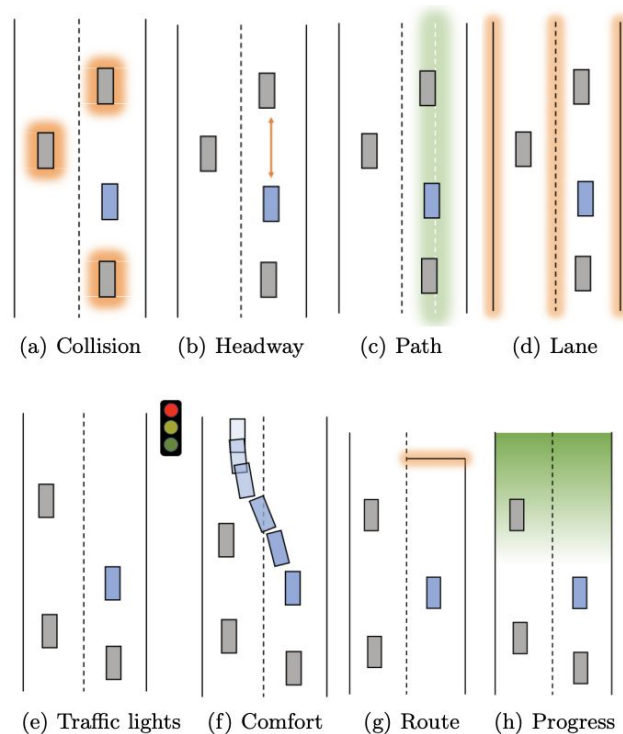 (a) Collision (b) Headway (c) Path (d) Lane
(e) Traffic lights (f) Comfort (g) Route (h) Progress